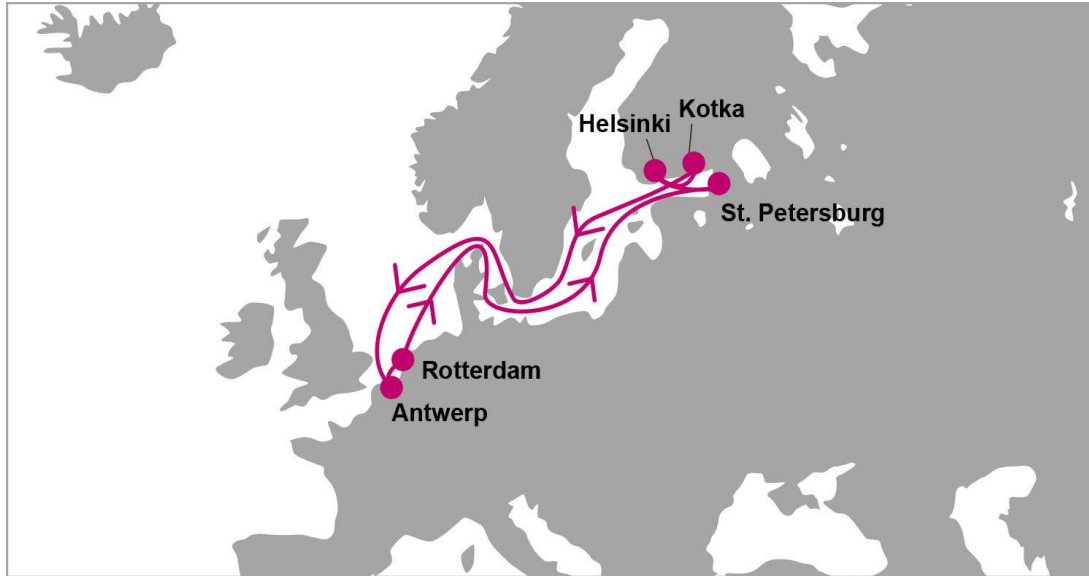 Kotka
Helsinki
St. Petersburg
Rotterdam
Antwerp